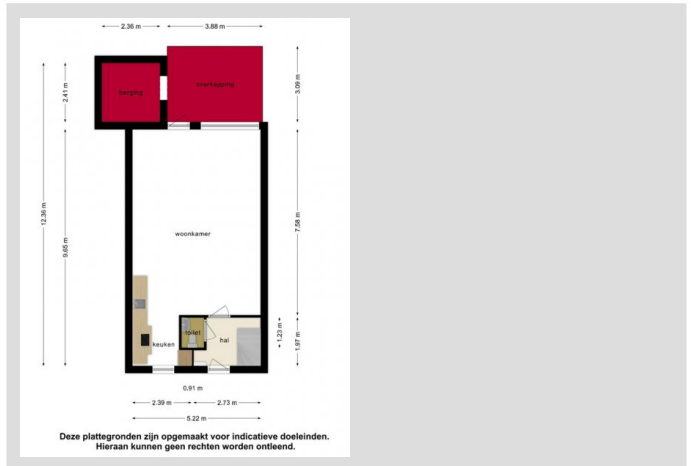 2.36 m
3.88 m
berging
overkapping
2.41 m
3.09 m
12.36 m
9.65 m
woonkamer
7.58 m
toilet
hal
keuken
1.23 m
1.97 m
0.91 m
2.39 m
2.73 m
5.22 m
Deze plattegronden zijn opgemaakt voor indicatieve doeleinden.
Hieraan kunnen geen rechten worden ontleend.